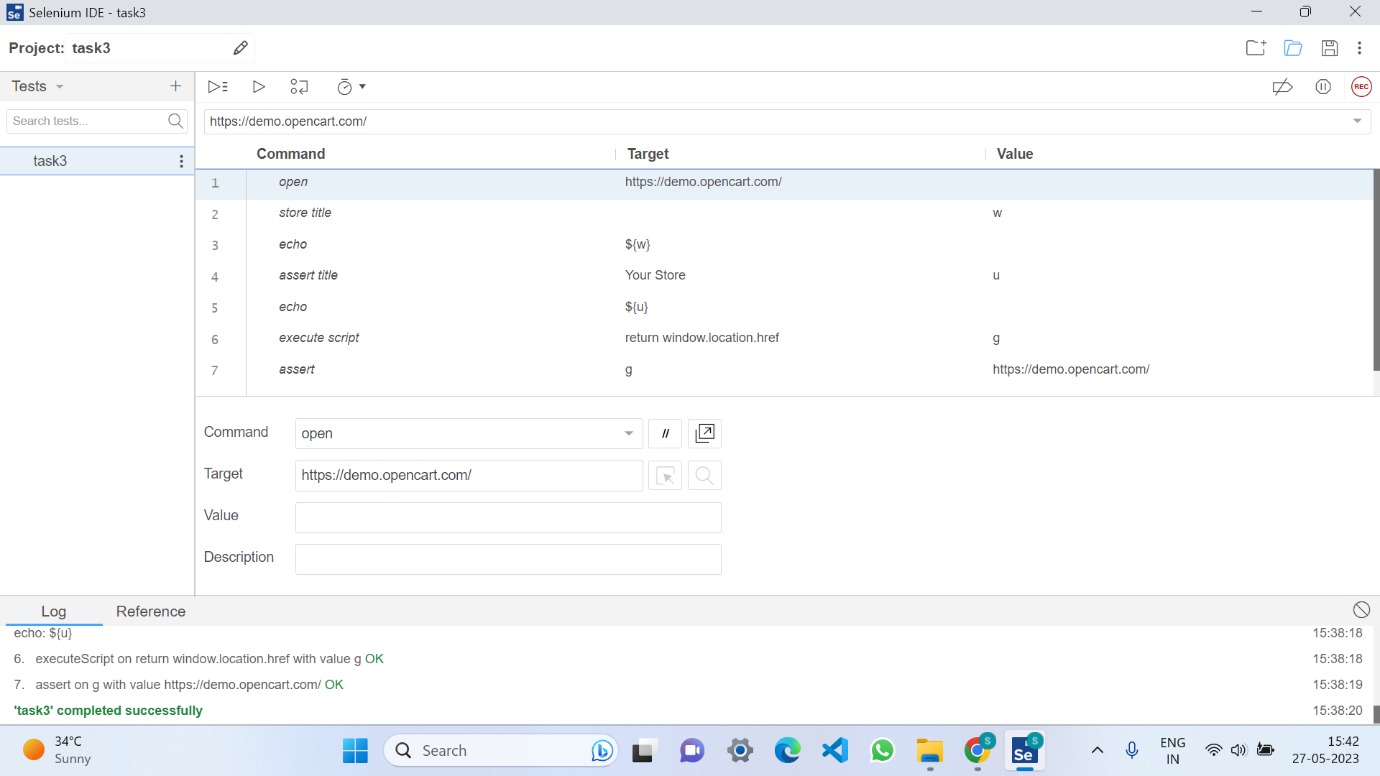 Se Selenium IDE - task3
Project: task3
Tests
Search tests...
task3
REC
https://demo.opencart.com/
Command Target Value
1 open https://demo.opencart.com/
2 store title w
3 echo ${w}
4 assert title Your Store u
5 echo ${u}
6 execute script return window.location.href g
7 assert g https://demo.opencart.com/
Command open //
Target https://demo.opencart.com/
Value
Description
Log Reference
echo: ${u} 15:38:18
6. executeScript on return window.location.href with value g OK 15:38:18
7. assert on g with value https://demo.opencart.com/ OK 15:38:19
'task3' completed successfully 15:38:20
34°C
Sunny
Search
S
Se S
ENG
IN
15:42
27-05-2023